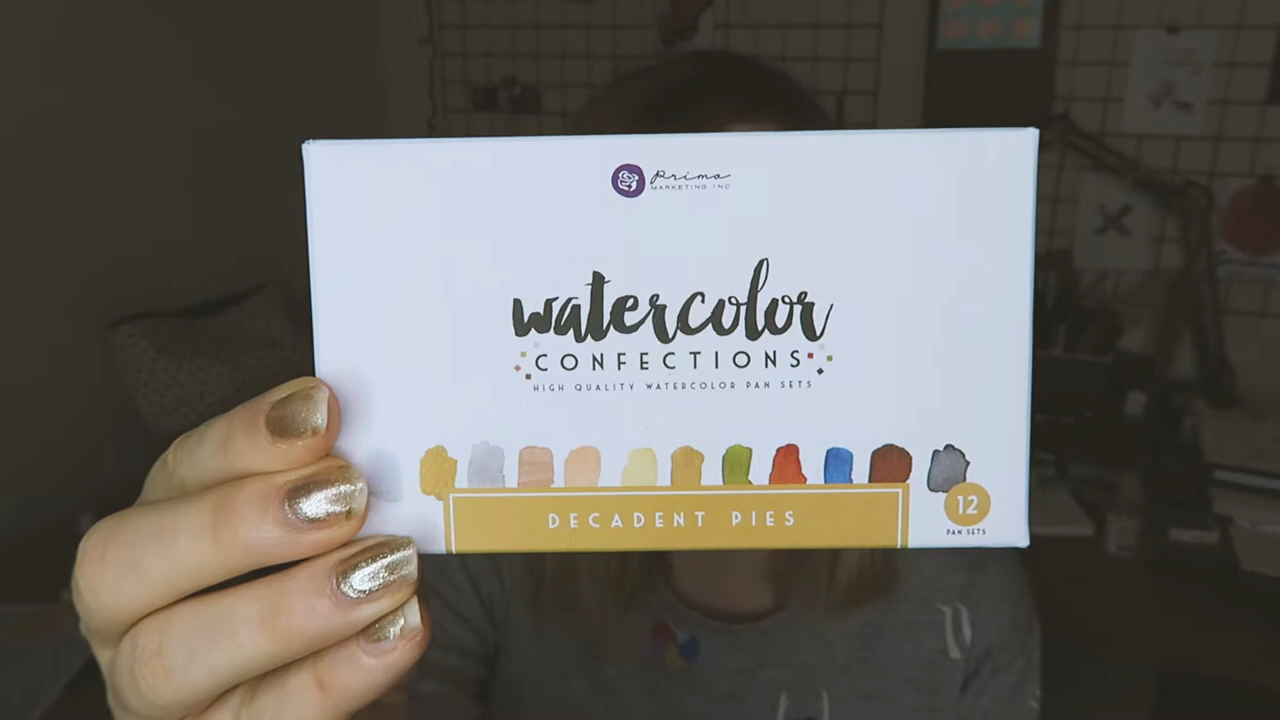 Prima
MARKETING INC
watercolor
CONFECTIONS
HIGH QUALITY WATERCOLOR PAN SETS
DECADENT PIES
12
PAN SETS